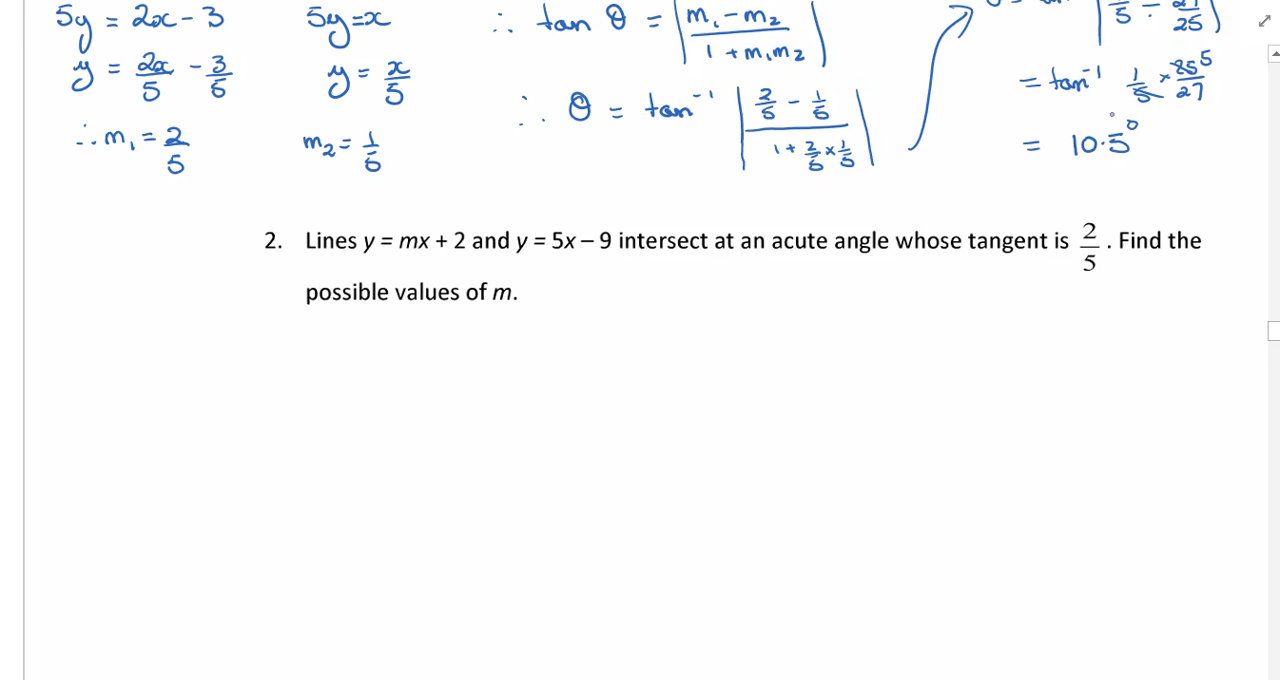 5y = 2x - 3
y = 2x/5 - 3/5
∴ m₁ = 2/5
5y = x
y = x/5
m₂ = 1/5
∴ tan θ = |(m₁ - m₂)/(1 + m₁m₂)|
∴ θ = tan⁻¹ |(2/5 - 1/5)/(1 + 2/5 × 1/5)|
= tan⁻¹ 1/5 × 25 5/27
= 10.5°
2. Lines y = mx + 2 and y = 5x – 9 intersect at an acute angle whose tangent is 2/5. Find the
possible values of m.